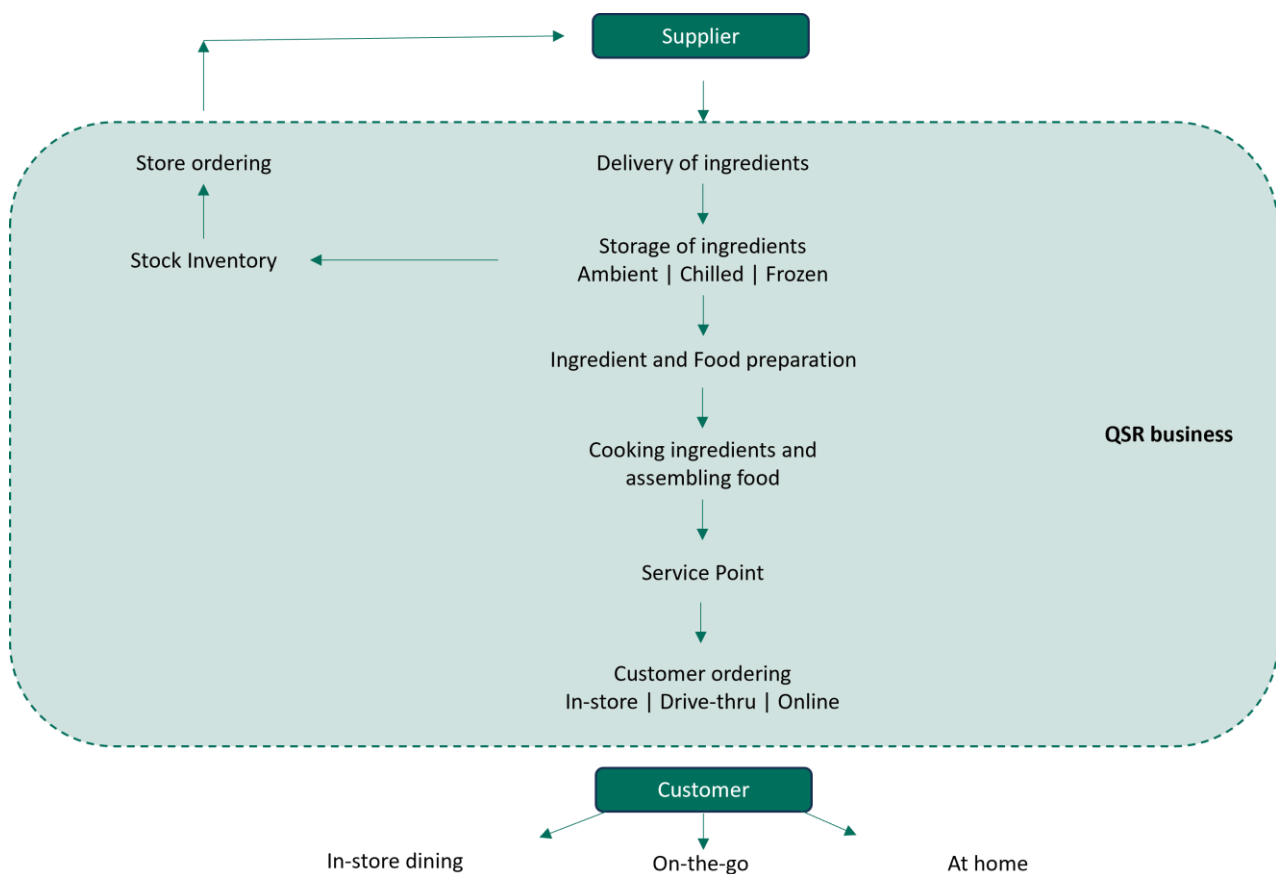 Supplier
Store ordering
Delivery of ingredients
Stock Inventory
Storage of ingredients
Ambient | Chilled | Frozen
Ingredient and Food preparation
QSR business
Cooking ingredients and
assembling food
Service Point
Customer ordering
In-store | Drive-thru | Online
Customer
In-store dining
On-the-go
At home